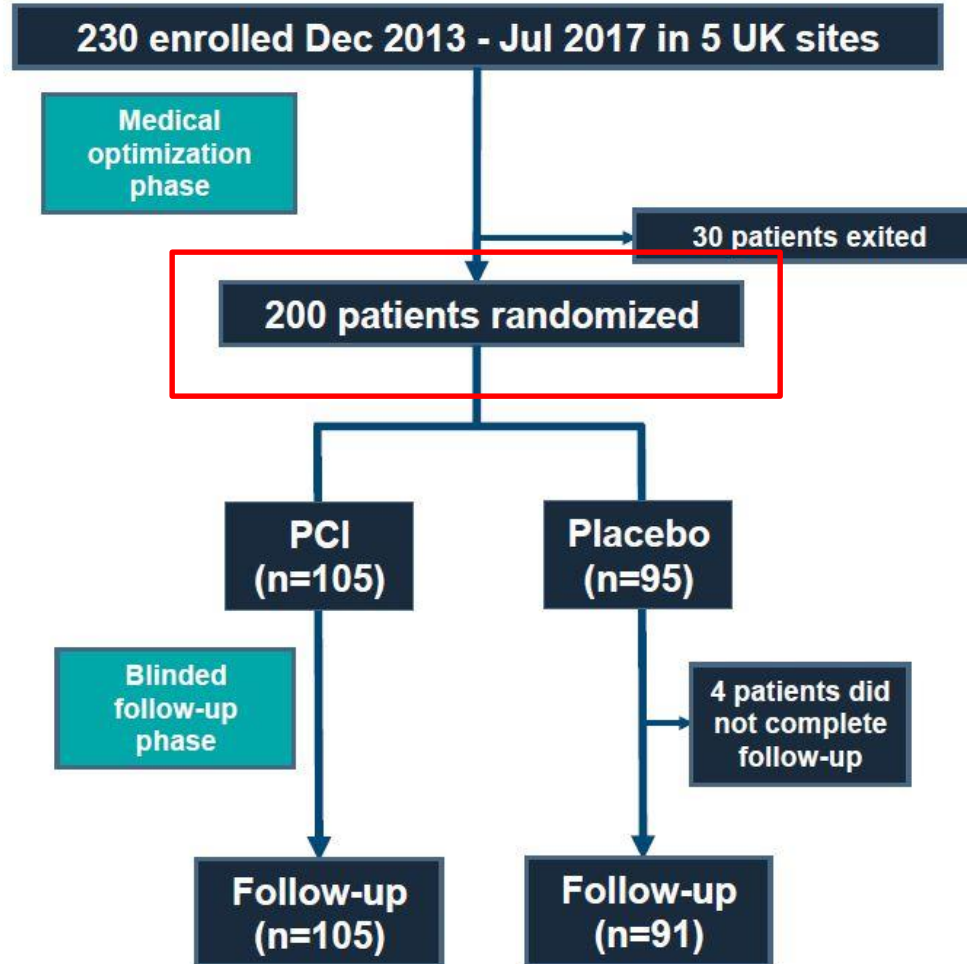 230 enrolled Dec 2013 - Jul 2017 in 5 UK sites
Medical
optimization
phase
30 patients exited
200 patients randomized
PCI
(n=105)
Placebo
(n=95)
Blinded
follow-up
phase
4 patients did
not complete
follow-up
Follow-up
(n=105)
Follow-up
(n=91)